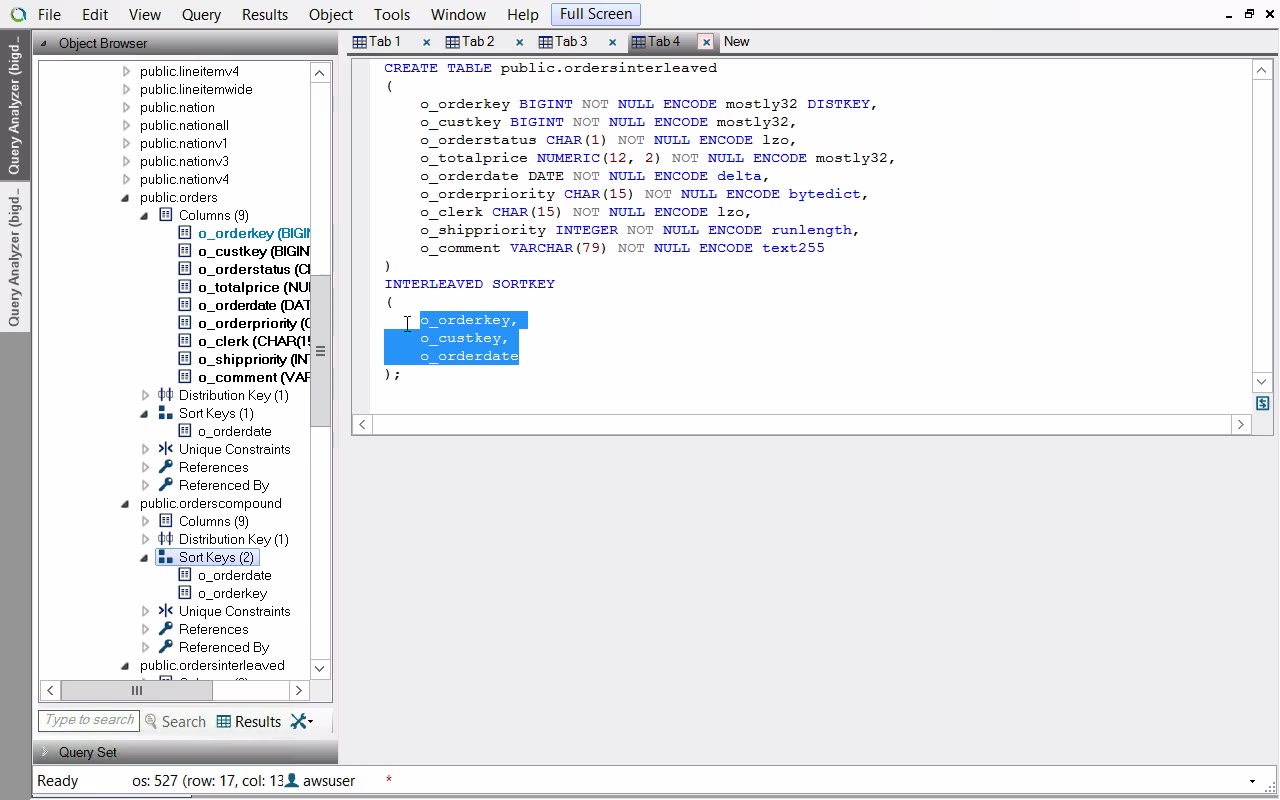 File Edit View Query Results Object Tools Window Help Full Screen
Query Analyzer (bigd...
Query Analyzer (bigd...
Object Browser
public.lineitemv4
public.lineitemwide
public.nation
public.nationall
public.nationv1
public.nationv3
public.nationv4
public.orders
Columns (9)
o_orderkey (BIGIN
o_custkey (BIGIN
o_orderstatus (CH
o_totalprice (NUM
o_orderdate (DAT
o_orderpriority (C
o_clerk (CHAR(15
o_shippriority (INT
o_comment (VAR
Distribution Key (1)
Sort Keys (1)
o_orderdate
Unique Constraints
References
Referenced By
public.orderscompound
Columns (9)
Distribution Key (1)
Sort Keys (2)
o_orderdate
o_orderkey
Unique Constraints
References
Referenced By
public.ordersinterleaved
Type to search Search Results
Query Set
Tab 1 Tab 2 Tab 3 Tab 4 New
CREATE TABLE public.ordersinterleaved
(
o_orderkey BIGINT NOT NULL ENCODE mostly32 DISTKEY,
o_custkey BIGINT NOT NULL ENCODE mostly32,
o_orderstatus CHAR(1) NOT NULL ENCODE lzo,
o_totalprice NUMERIC(12, 2) NOT NULL ENCODE mostly32,
o_orderdate DATE NOT NULL ENCODE delta,
o_orderpriority CHAR(15) NOT NULL ENCODE bytedict,
o_clerk CHAR(15) NOT NULL ENCODE lzo,
o_shippriority INTEGER NOT NULL ENCODE runlength,
o_comment VARCHAR(79) NOT NULL ENCODE text255
)
INTERLEAVED SORTKEY
(
o_orderkey,
o_custkey,
o_orderdate
);
Ready os: 527 (row: 17, col: 13 awsuser *